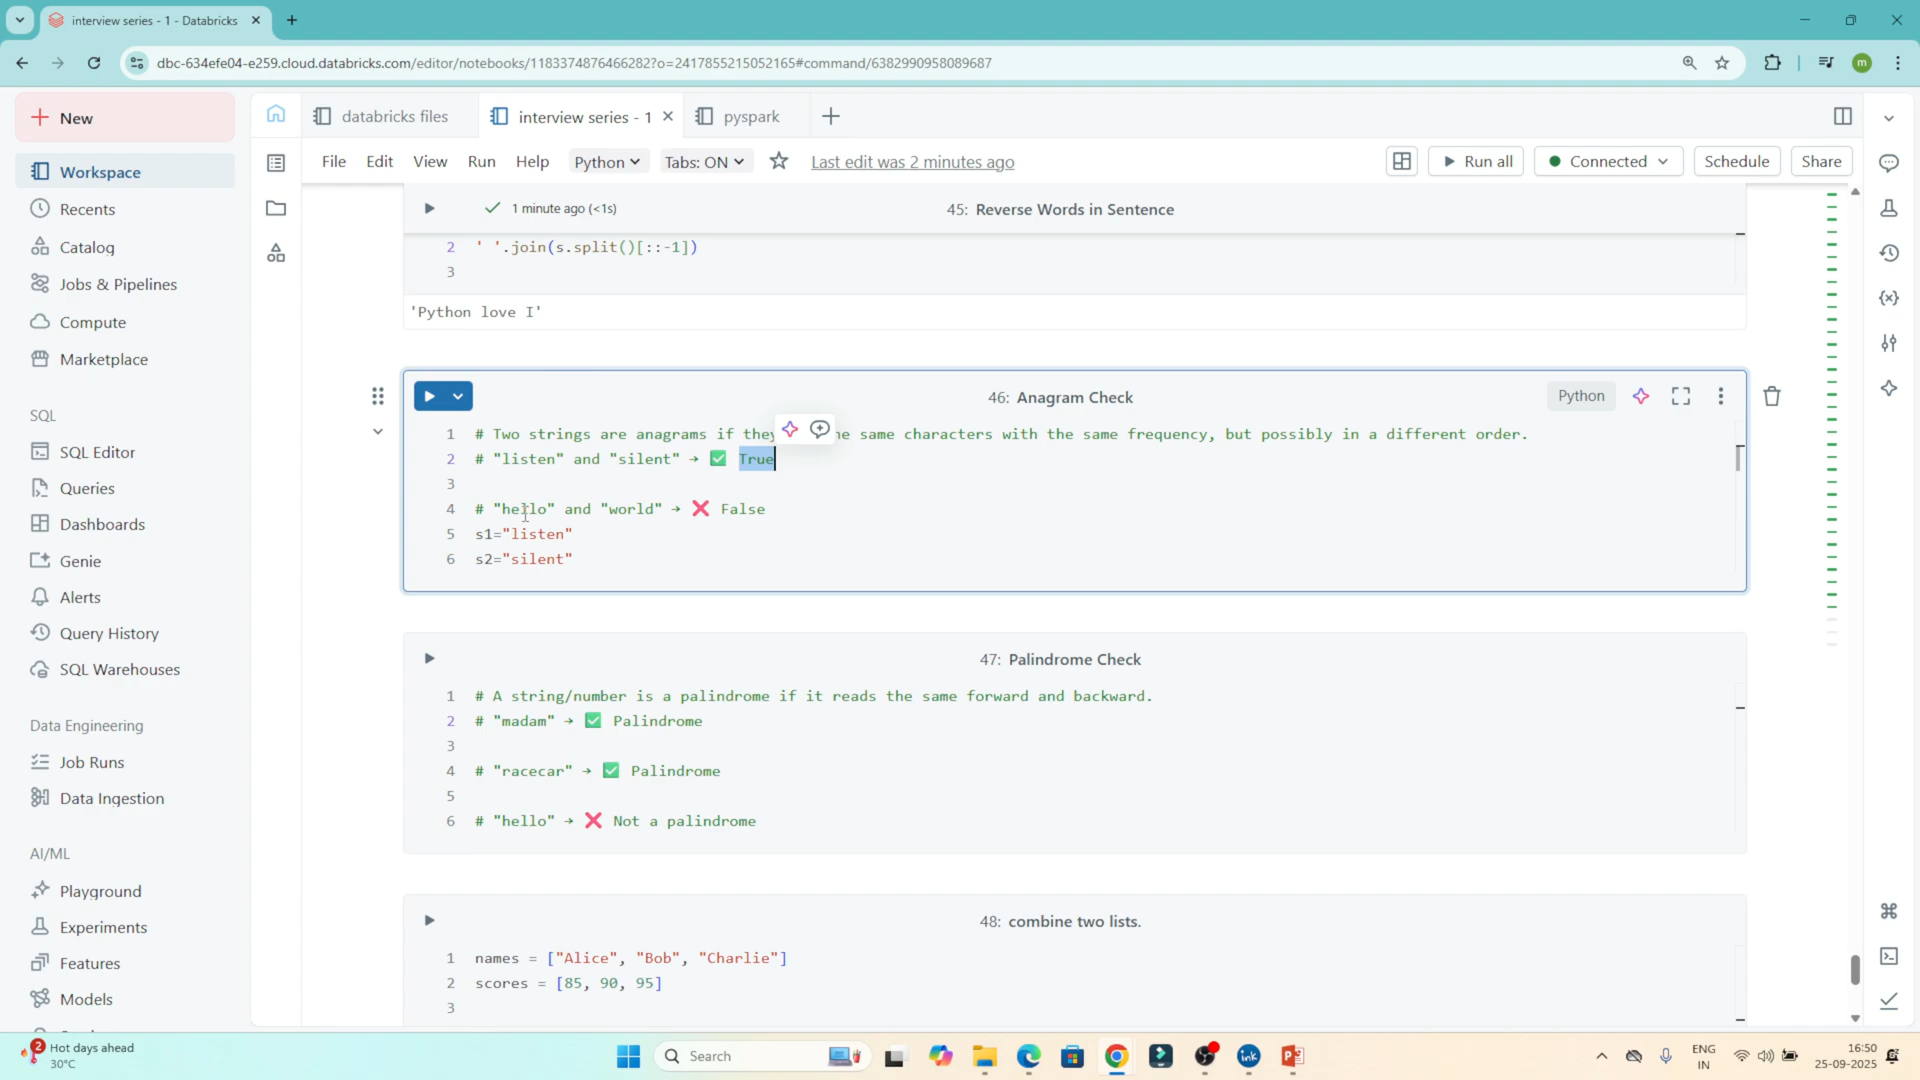 interview series - 1 - Databricks
dbc-634efe04-e259.cloud.databricks.com/editor/notebooks/1183374876466282?o=2417855215052165#command/6382990958089687
m
New
Workspace
Recents
Catalog
Jobs & Pipelines
Compute
Marketplace
SQL
SQL Editor
Queries
Dashboards
Genie
Alerts
Query History
SQL Warehouses
Data Engineering
Job Runs
Data Ingestion
AI/ML
Playground
Experiments
Features
Models
databricks files
interview series - 1
pyspark
File Edit View Run Help Python Tabs: ON Last edit was 2 minutes ago
Run all Connected Schedule Share
1 minute ago (<1s) 45: Reverse Words in Sentence
2 ' '.join(s.split()[::-1])
3
'Python love I'
46: Anagram Check Python
1 # Two strings are anagrams if they he same characters with the same frequency, but possibly in a different order.
2 # "listen" and "silent" → ✅ True
3
4 # "hello" and "world" → ❌ False
5 s1="listen"
6 s2="silent"
47: Palindrome Check
1 # A string/number is a palindrome if it reads the same forward and backward.
2 # "madam" → ✅ Palindrome
3
4 # "racecar" → ✅ Palindrome
5
6 # "hello" → ❌ Not a palindrome
48: combine two lists.
1 names = ["Alice", "Bob", "Charlie"]
2 scores = [85, 90, 95]
3
2
Hot days ahead
30°C
Search
ink
ENG
IN
16:50
25-09-2025